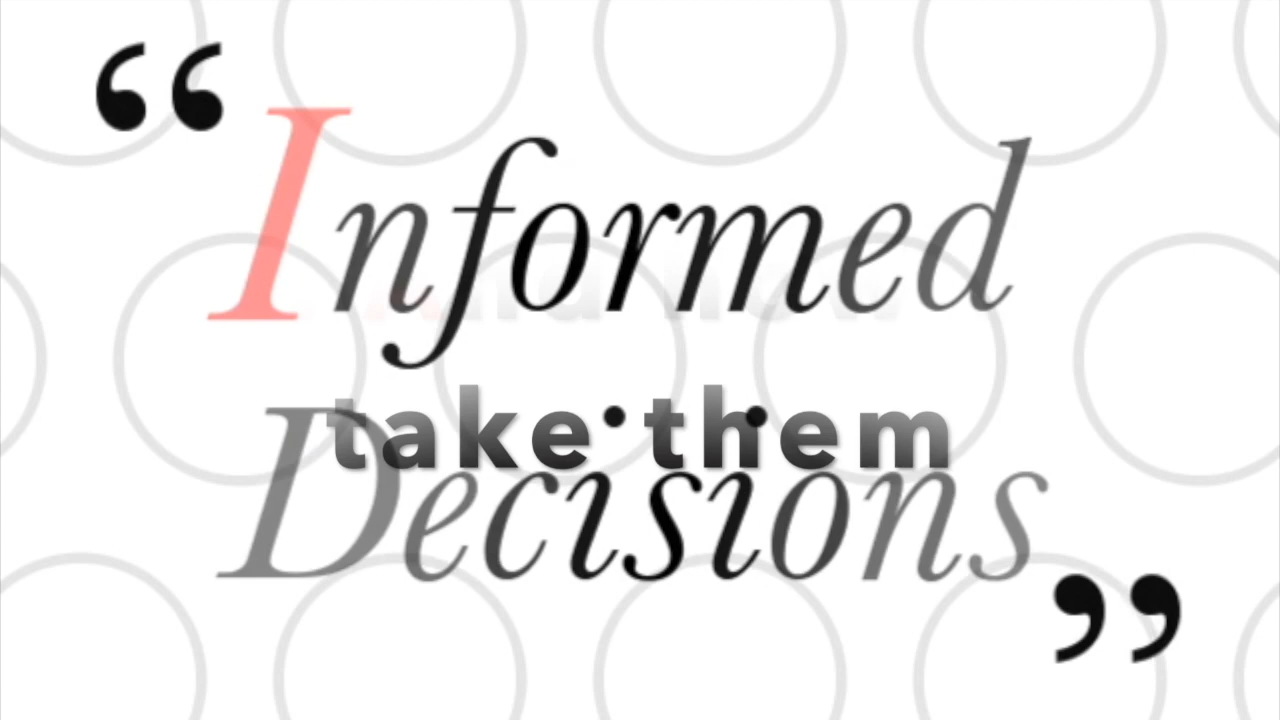 “Informed
take them
Decisions”